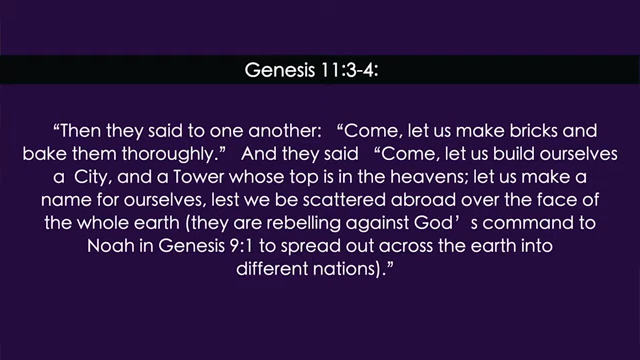 Genesis 11:3-4:
“Then they said to one another: “Come, let us make bricks and
bake them thoroughly.” And they said “Come, let us build ourselves
a City, and a Tower whose top is in the heavens; let us make a
name for ourselves, lest we be scattered abroad over the face of
the whole earth (they are rebelling against God’s command to
Noah in Genesis 9:1 to spread out across the earth into
different nations).”